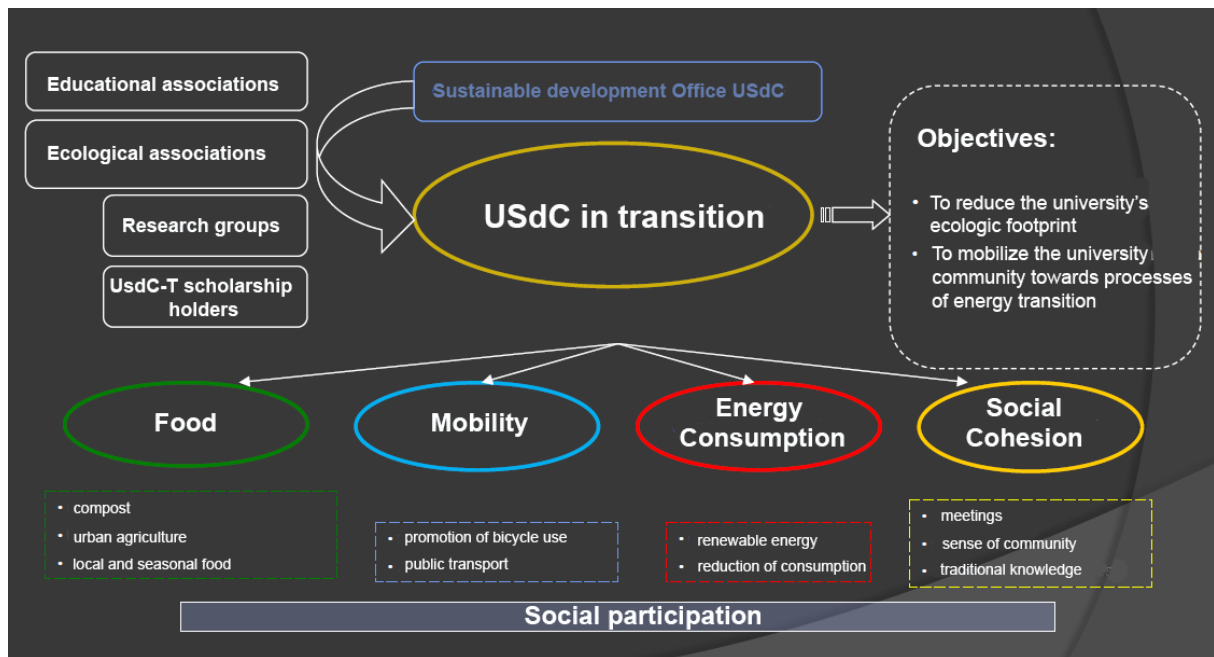 Educational associations
Ecological associations
Research groups
UsdC-T scholarship
holders
Sustainable development Office USdC
USdC in transition
Objectives:
• To reduce the university's
ecologic footprint
• To mobilize the university
community towards processes
of energy transition
Food
Mobility
Energy
Consumption
Social
Cohesion
• compost
• urban agriculture
• local and seasonal food
• promotion of bicycle use
• public transport
• renewable energy
• reduction of consumption
• meetings
• sense of community
• traditional knowledge
Social participation